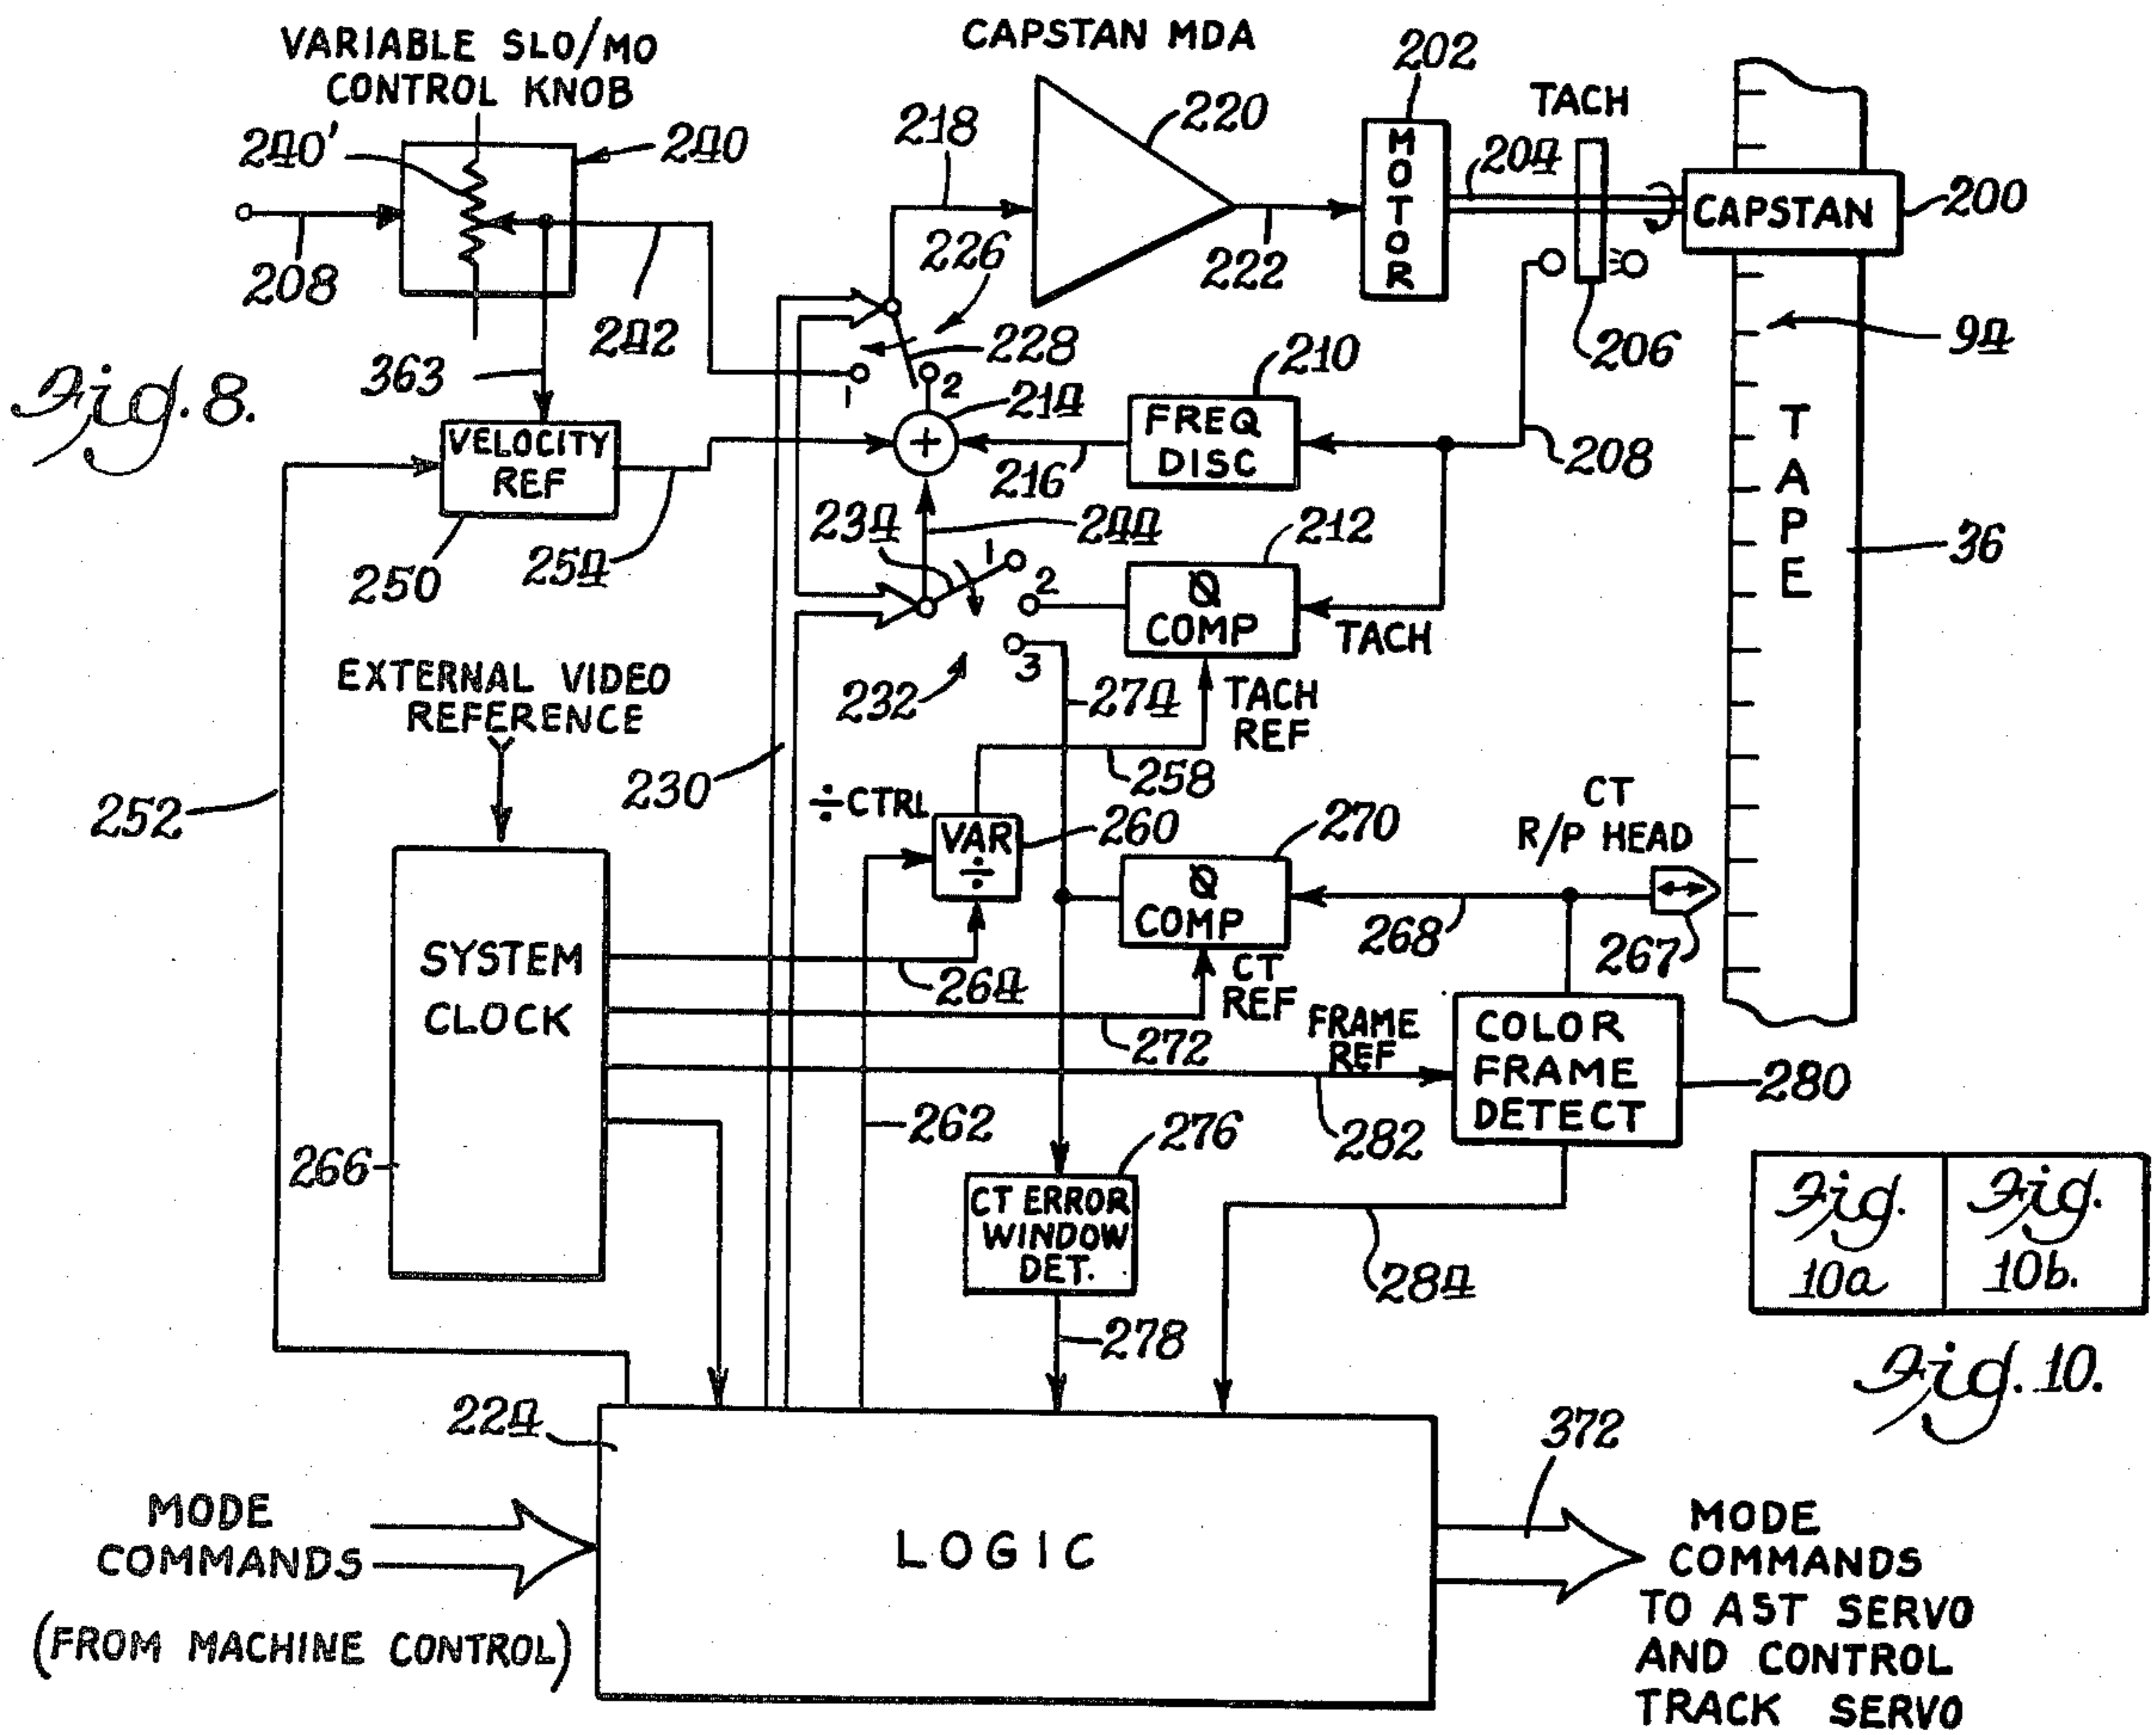 VARIABLE SLO/MO
CONTROL KNOB
CAPSTAN MDA
202
TACH
240'
240
218
220
204
MOTOR
CAPSTAN
200
208
242
226
222
206
94
363
228
1
2
214
210
Fig. 8.
VELOCITY
REF
+
216
FREQ
DISC
208
TAPE
36
250
254
234
244
212
1
2
3
Ø
COMP
TACH
EXTERNAL VIDEO
REFERENCE
232
274
TACH
REF
252
230
258
÷CTRL
VAR
÷
260
270
CT
R/P HEAD
Ø
COMP
268
267
SYSTEM
CLOCK
264
CT
REF
272
FRAME
REF
COLOR
FRAME
DETECT
280
266
262
276
282
CT ERROR
WINDOW
DET.
284
Fig.
10a
Fig.
10b.
278
Fig. 10.
224
372
MODE
COMMANDS
(FROM MACHINE CONTROL)
LOGIC
MODE
COMMANDS
TO AST SERVO
AND CONTROL
TRACK SERVO